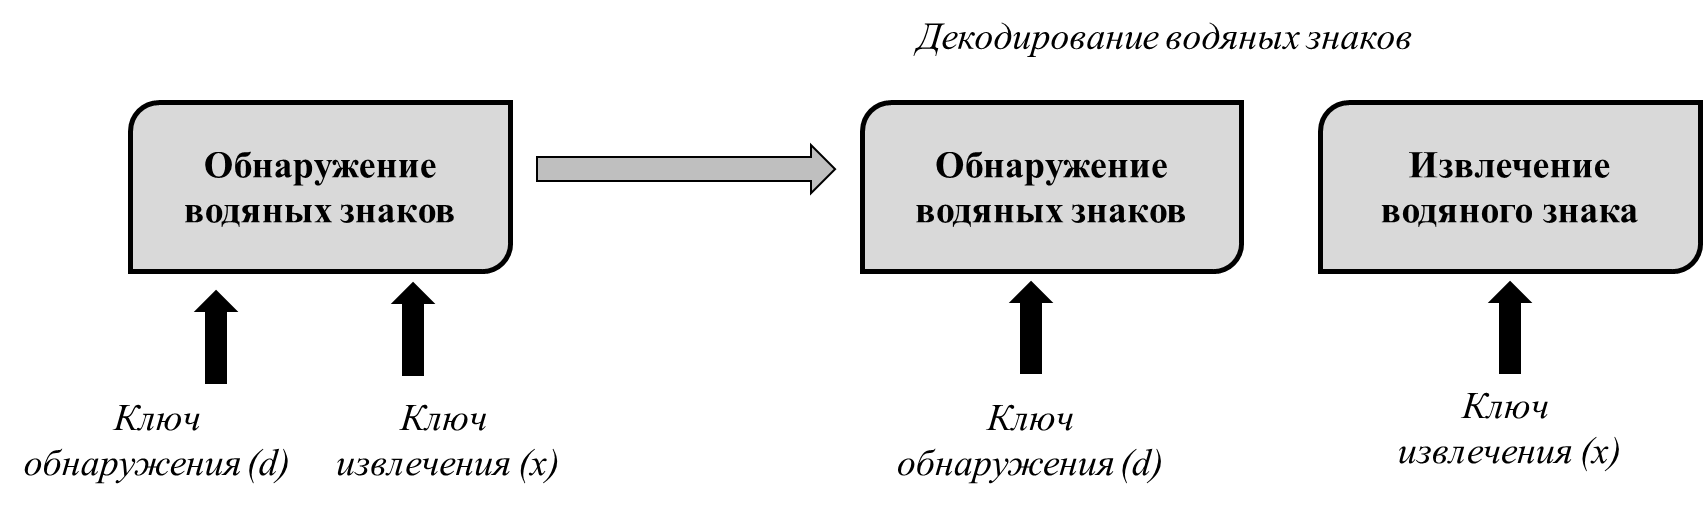 Декодирование водяных знаков
Обнаружение
водяных знаков
Обнаружение
водяных знаков
Извлечение
водяного знака
Ключ
обнаружения (d)
Ключ
извлечения (x)
Ключ
обнаружения (d)
Ключ
извлечения (x)